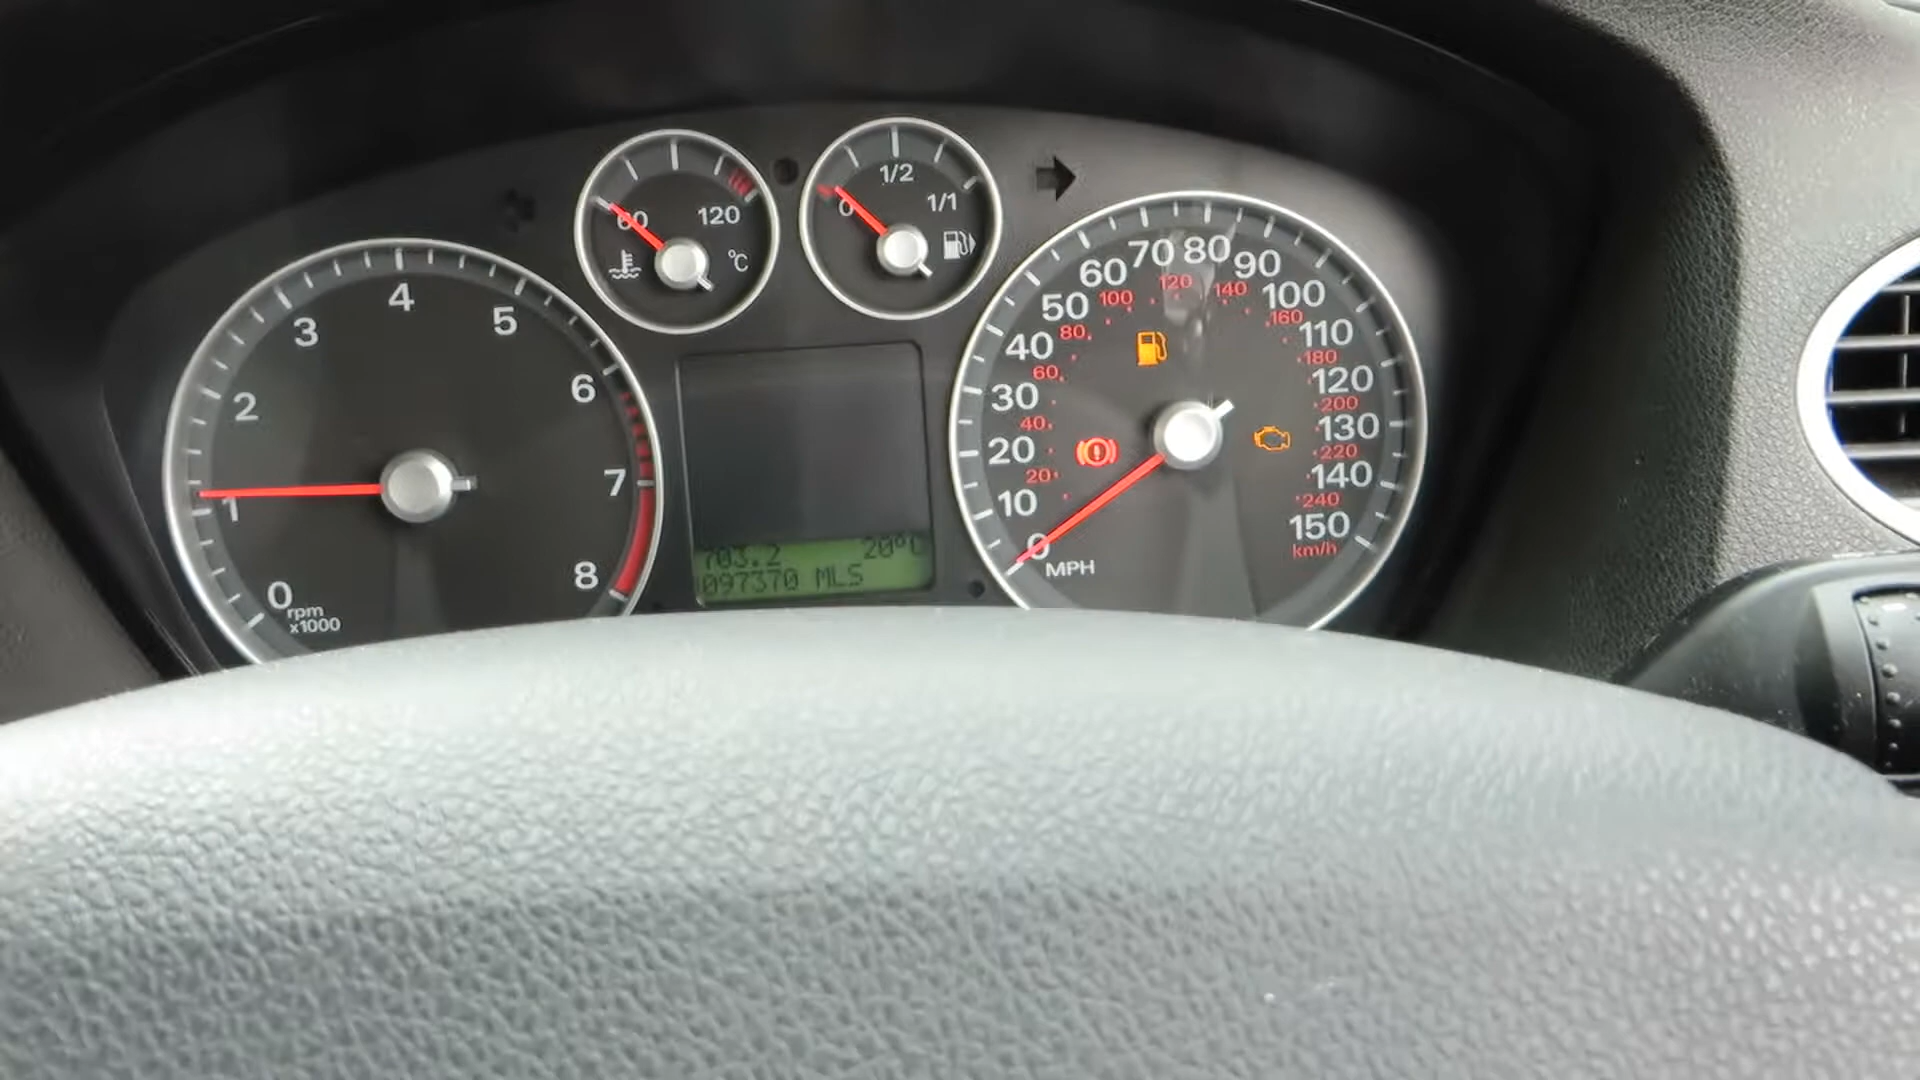 60 120
°C
0 1/2 1/1
0 1 2 3 4 5 6 7 8
rpm
x1000
703.2 20°C
097370 MLS
0 10 20 30 40 50 60 70 80 90 100 110 120 130 140 150
20 40 60 80 100 120 140 160 180 200 220 240
MPH
km/h